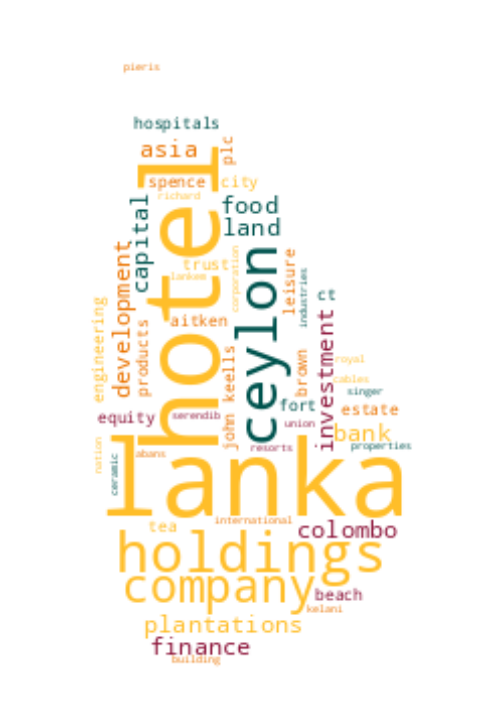 pieris
hospitals
asia
plc
spence
city
richard
hotel
capital
food
land
development
trust
lankem
corporation
ceylon
leisure
industries
ct
engineering
products
aitken
john keells
brown
investment
royal
cables
singer
fort
equity
serendib
union
estate
bank
nation
ceramic
abans
resorts
properties
lanka
tea
international
colombo
holdings
company
beach
kelani
plantations
finance
building